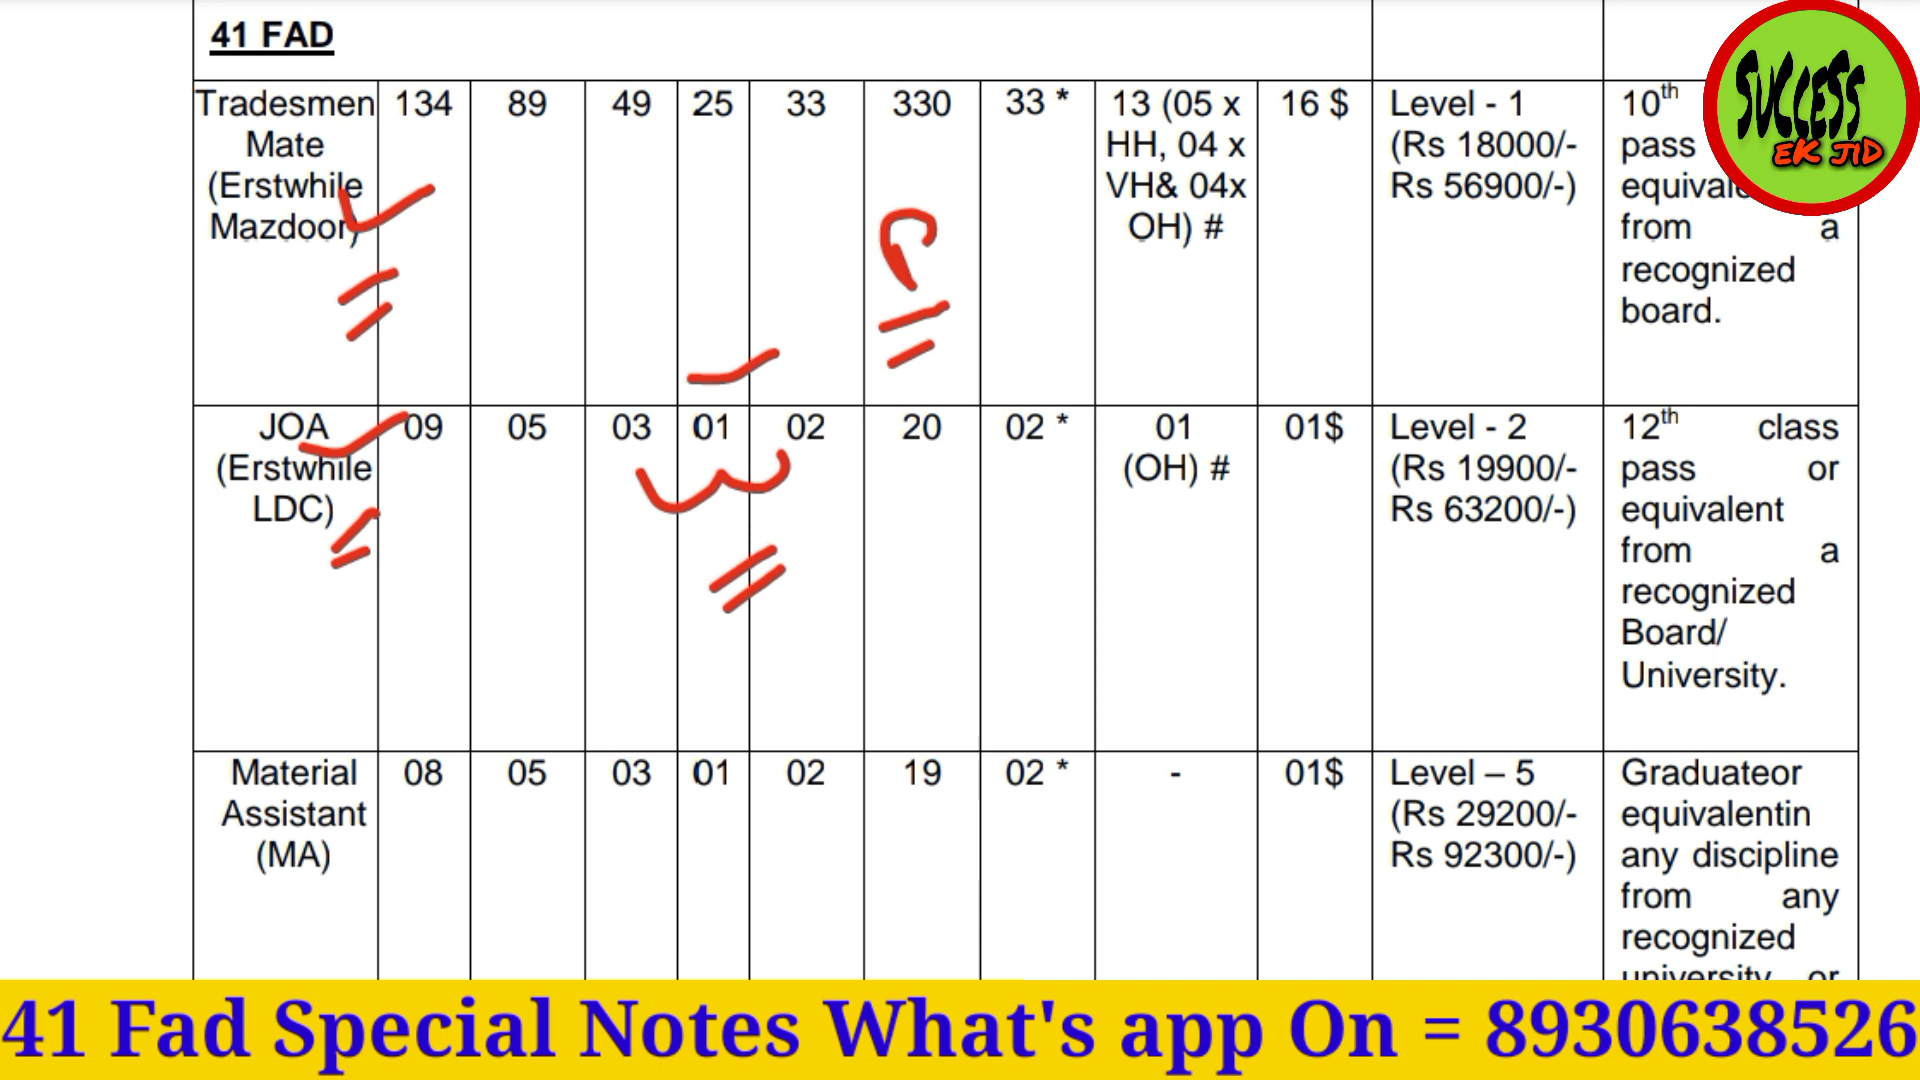 41 FAD
SUCCESS
EK JID
Tradesmen 134 89 49 25 33 330 33 * 13 (05 x 16 $ Level - 1 10th
Mate HH, 04 x (Rs 18000/- pass
(Erstwhile VH& 04x Rs 56900/-)
Mazdoor) OH) # from a
recognized
board.
JOA 09 05 03 01 02 20 02 * 01 01$ Level - 2 12th class
(Erstwhile (OH) # (Rs 19900/- pass or
LDC) Rs 63200/-) equivalent
from a
recognized
Board/
University.
Material 08 05 03 01 02 19 02 * - 01$ Level – 5 Graduateor
Assistant (Rs 29200/- equivalentin
(MA) Rs 92300/-) any discipline
from any
recognized
university or
41 Fad Special Notes What's app On = 8930638526